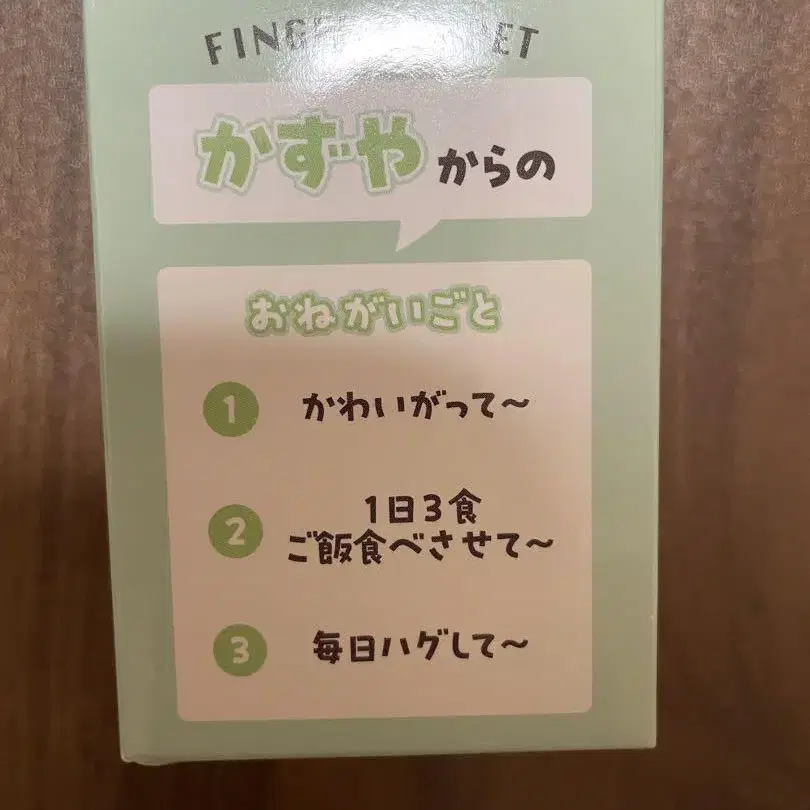 かずやからの
おねがいごと
1 かわいがって～
2 1日3食
ご飯食べさせて～
3 毎日ハグして～